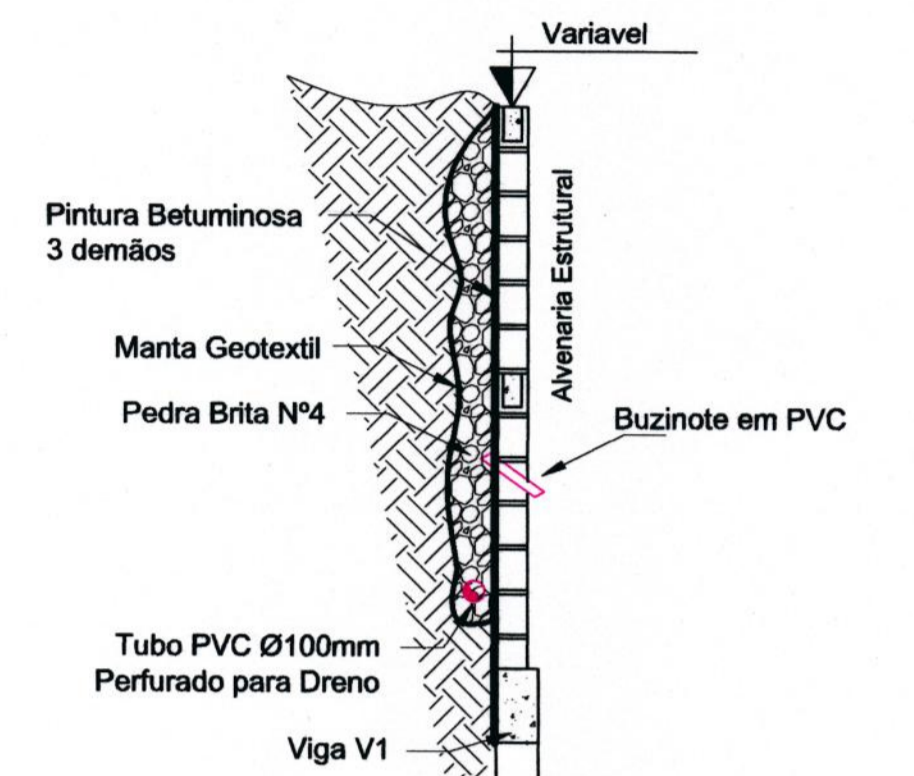 Variavel
Pintura Betuminosa
3 demãos
Alvenaria Estrutural
Manta Geotextil
Pedra Brita Nº4
Buzinote em PVC
Tubo PVC Ø100mm
Perfurado para Dreno
Viga V1